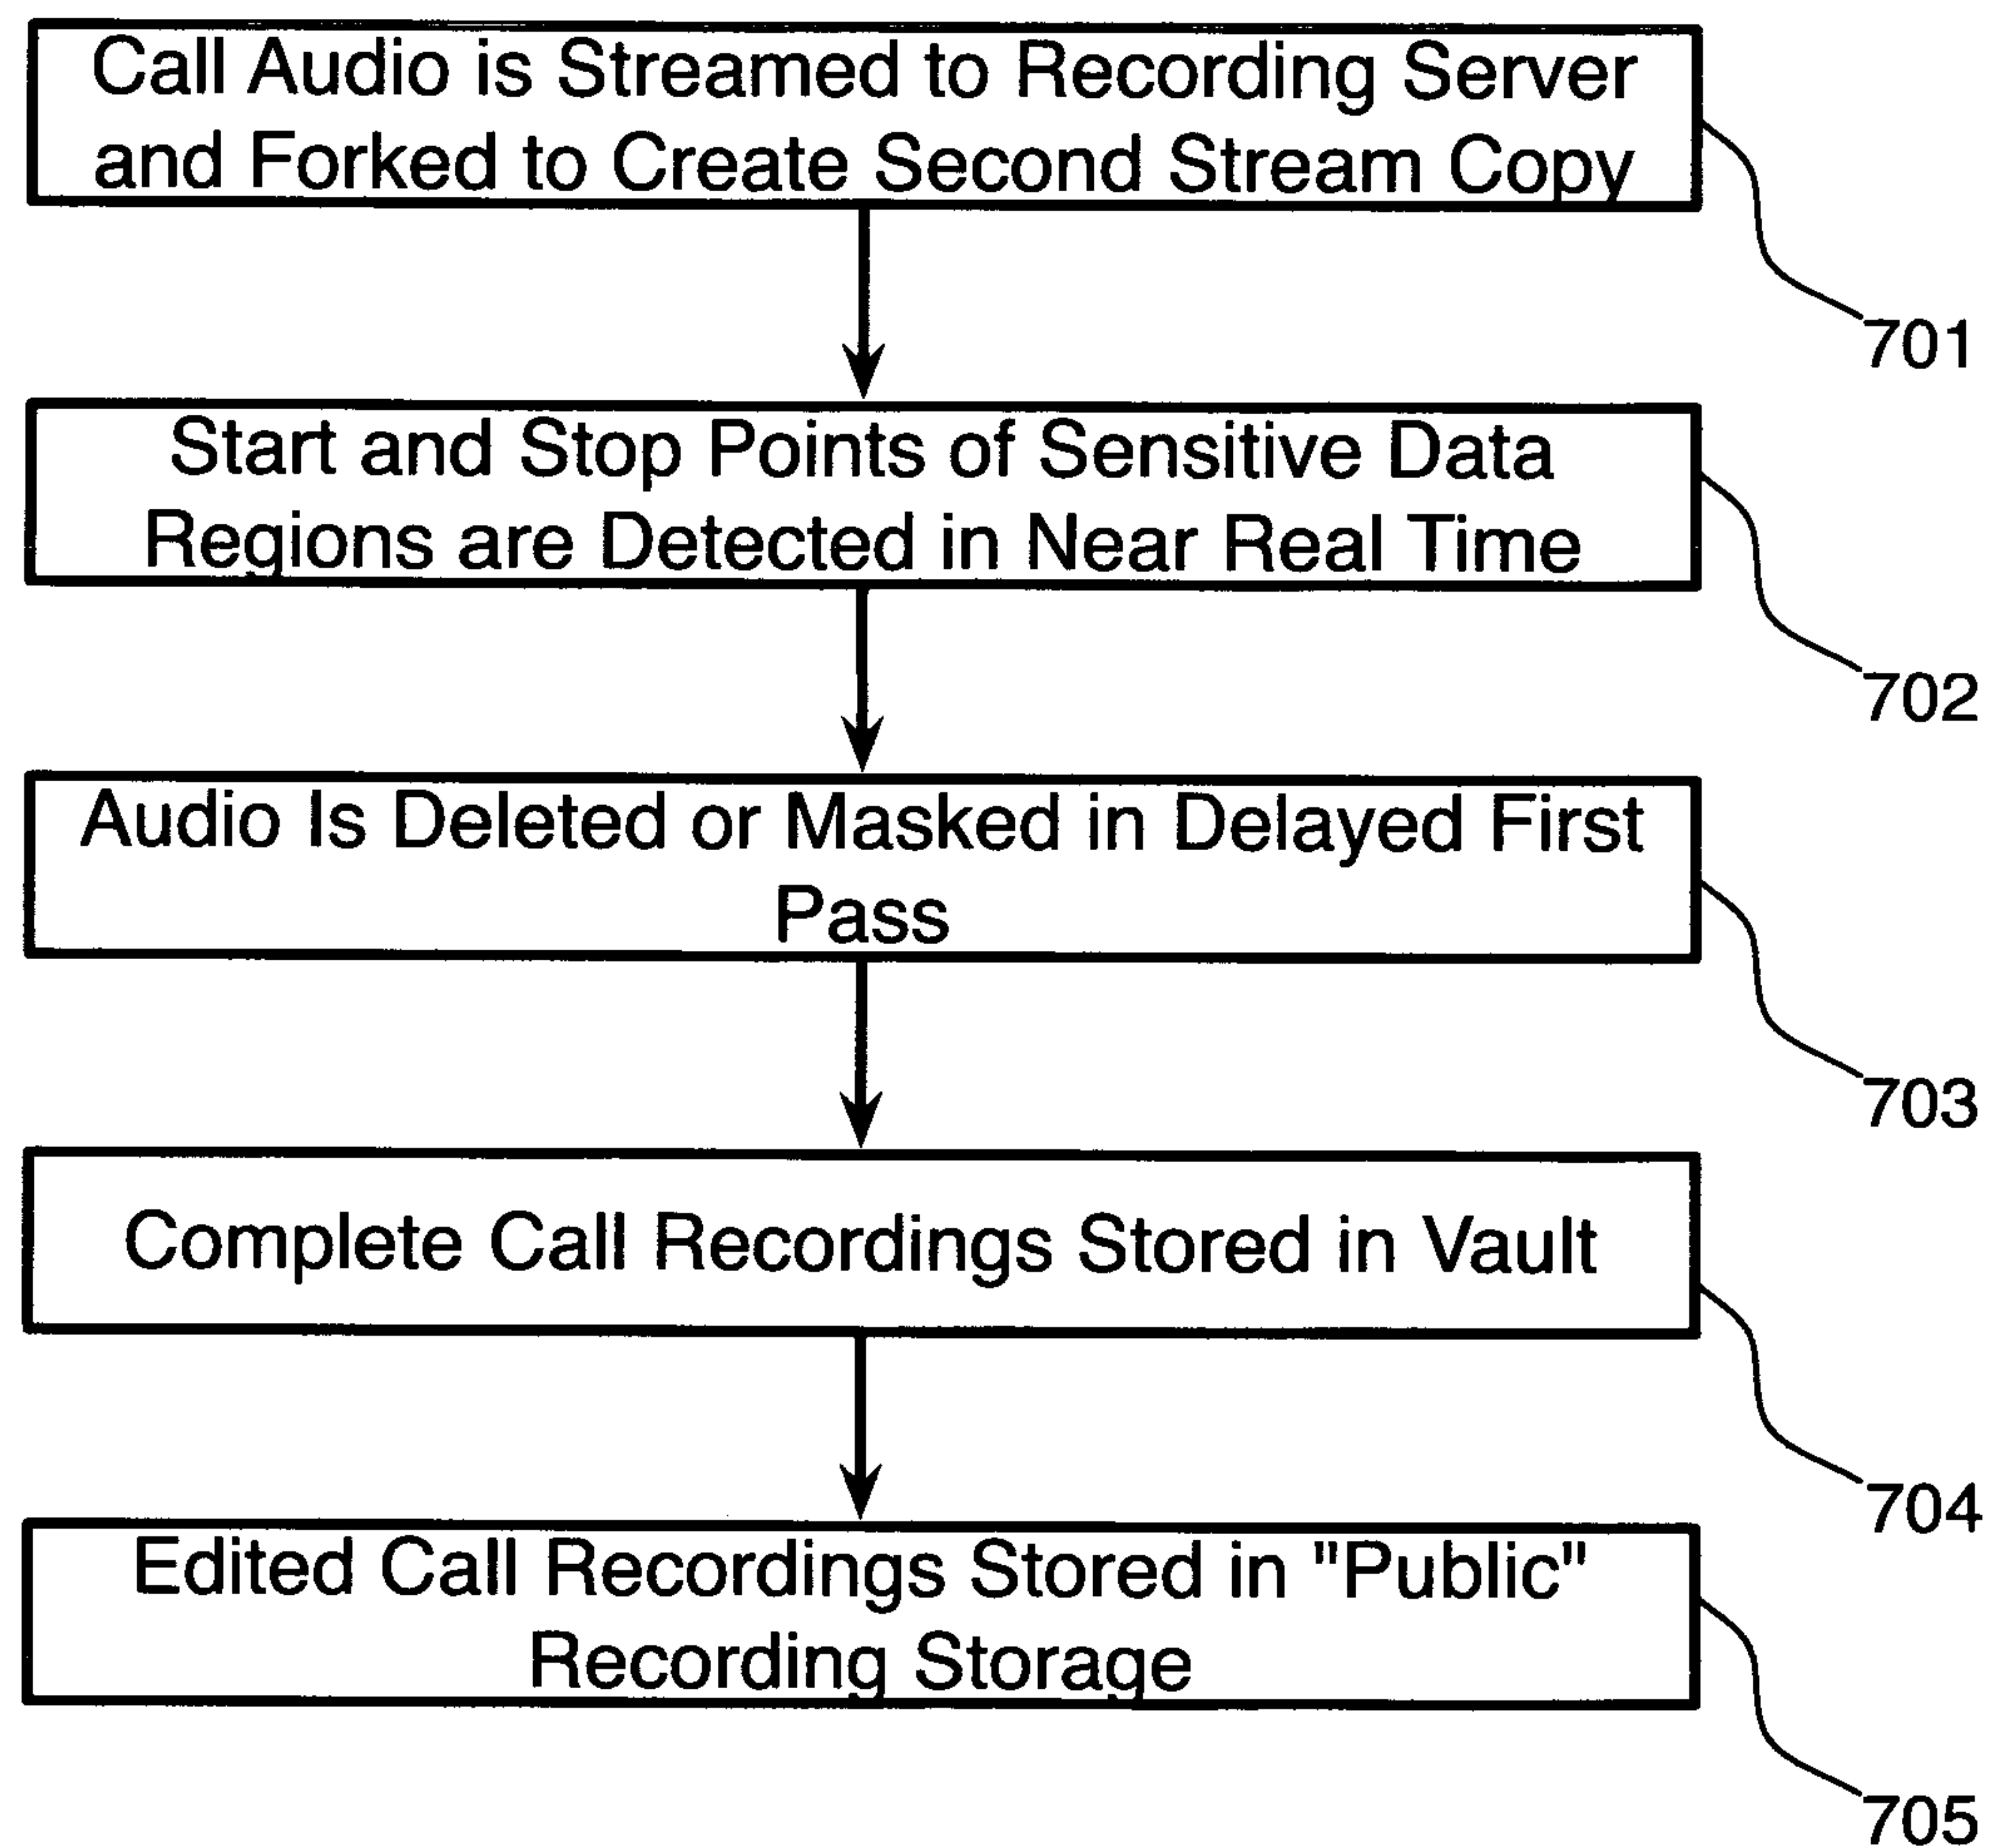 Call Audio is Streamed to Recording Server
and Forked to Create Second Stream Copy
701
Start and Stop Points of Sensitive Data
Regions are Detected in Near Real Time
702
Audio Is Deleted or Masked in Delayed First
Pass
703
Complete Call Recordings Stored in Vault
704
Edited Call Recordings Stored in "Public"
Recording Storage
705